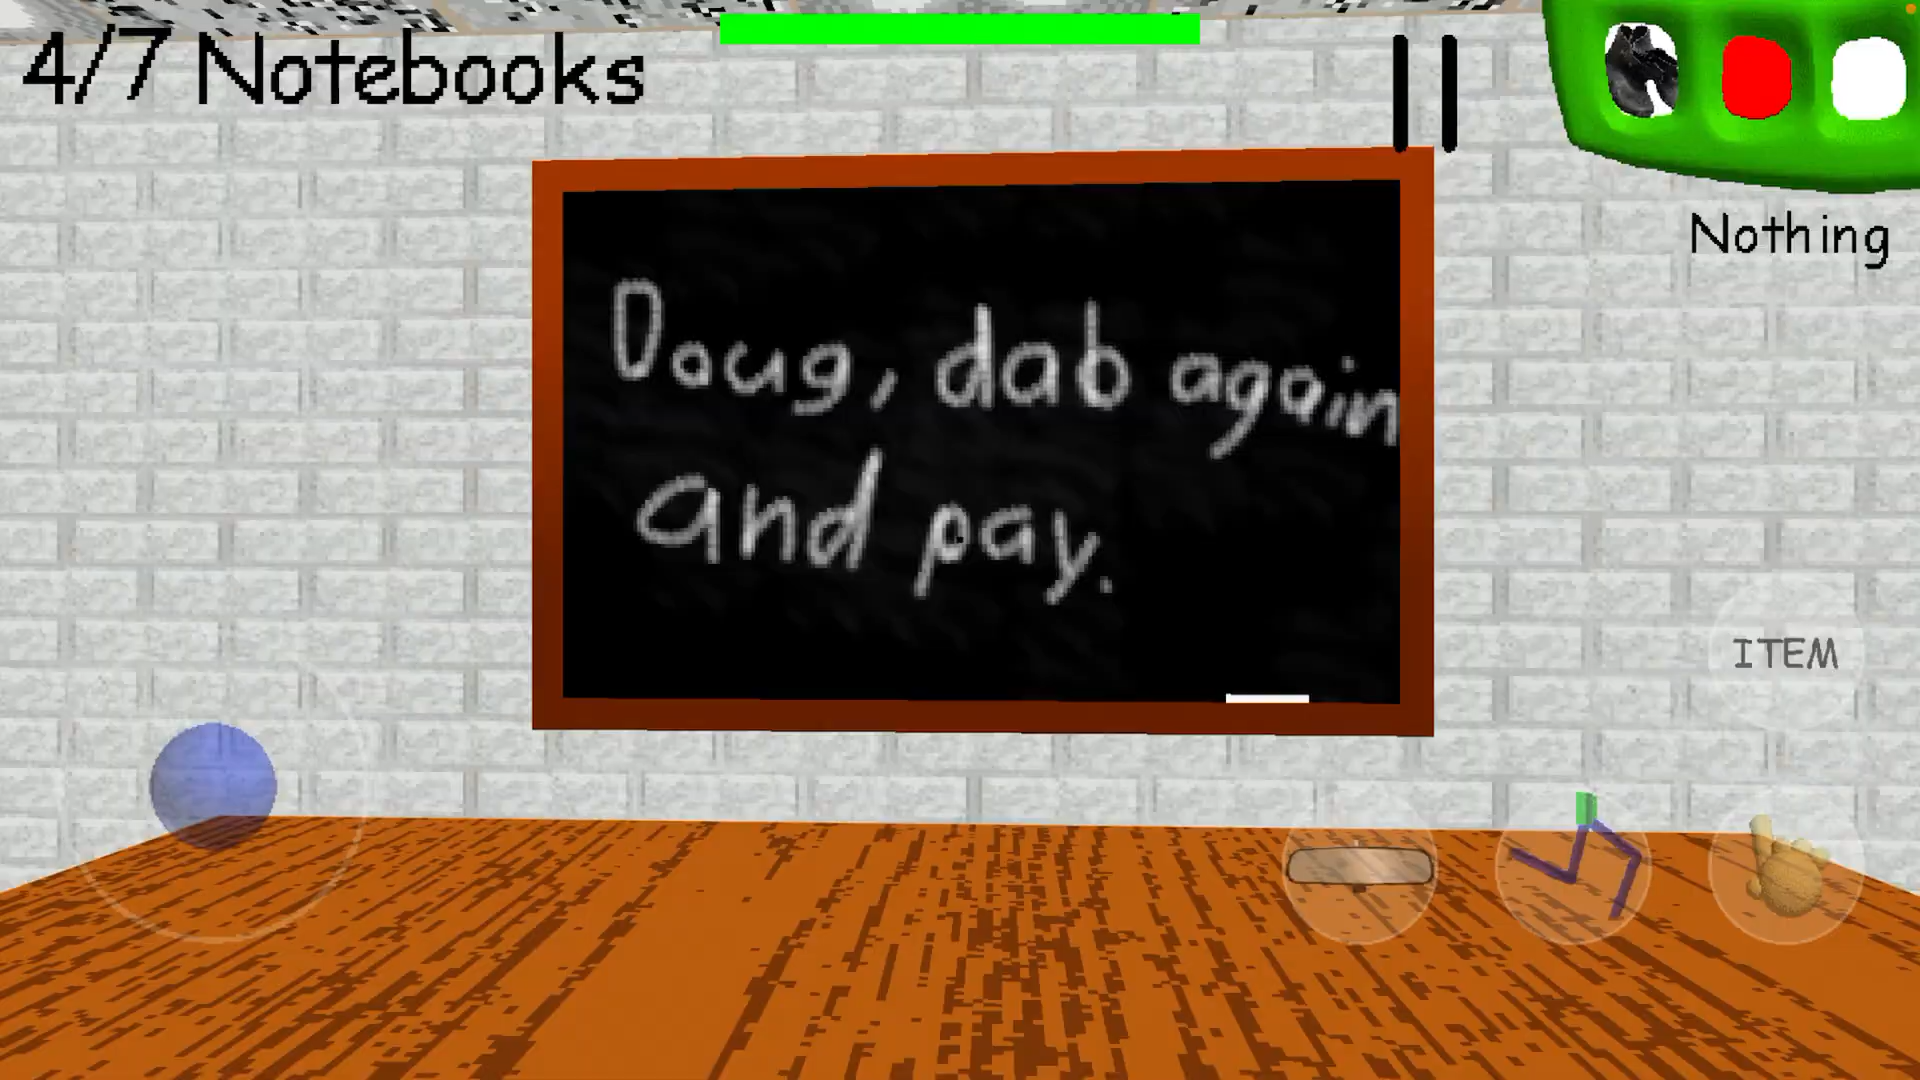 4/7 Notebooks
Nothing
Doug, dab again
and pay.
ITEM